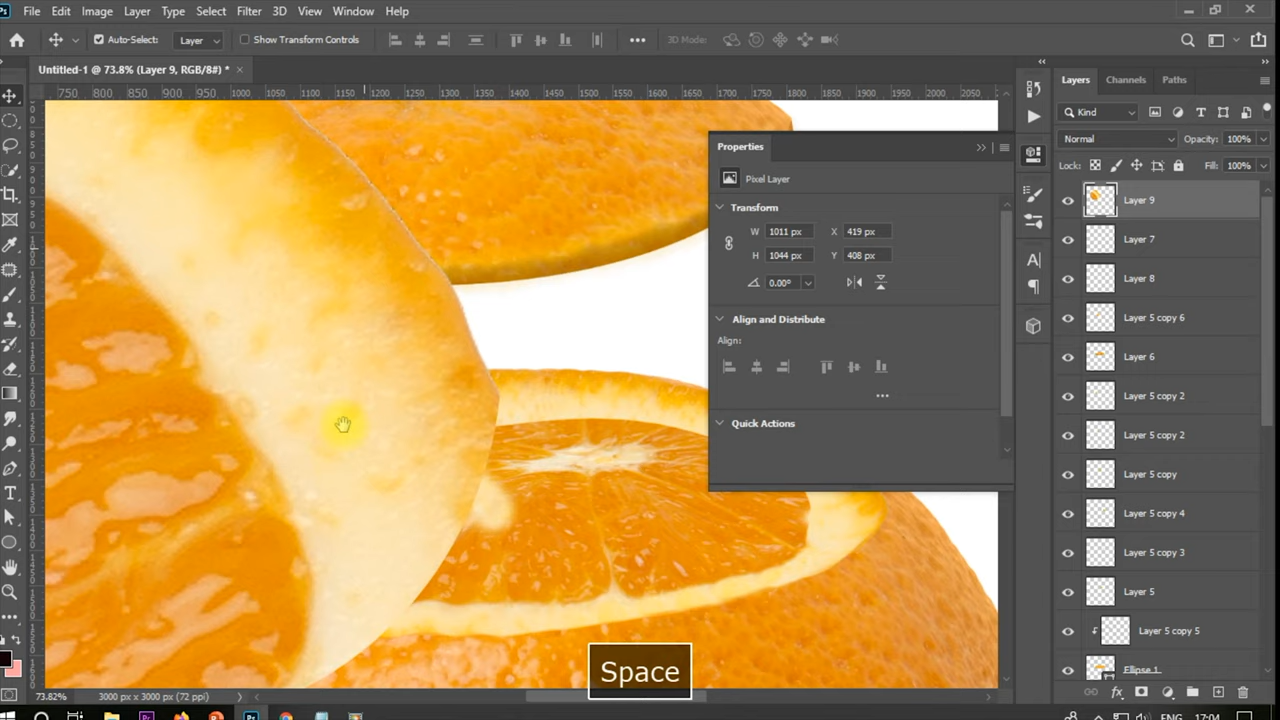 Ps File Edit Image Layer Type Select Filter 3D View Window Help
Auto-Select: Layer Show Transform Controls 3D Mode:
Untitled-1 @ 73.8% (Layer 9, RGB/8#) *
750 800 850 900 950 1000 1050 1100 1150 1200 1250 1300 1350 1400 1450 1500 1550 1600 1650 1700 1750 1800 1850 1900 1950 2000 2050
Properties
Pixel Layer
Transform
W 1011 px X 419 px
H 1044 px Y 408 px
0.00°
Align and Distribute
Align:
Quick Actions
Layers Channels Paths
Kind
Normal Opacity: 100%
Lock: Fill: 100%
Layer 9
Layer 7
Layer 8
Layer 5 copy 6
Layer 6
Layer 5 copy 2
Layer 5 copy 2
Layer 5 copy
Layer 5 copy 4
Layer 5 copy 3
Layer 5
Layer 5 copy 5
Ellipse 1
Space
73.82% 3000 px x 3000 px (72 ppi)
ENG 17:04